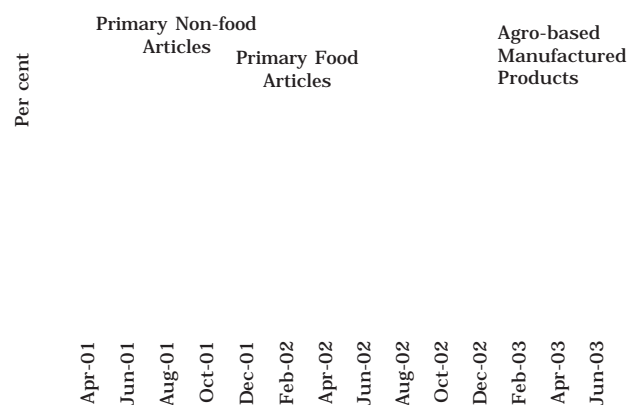 Primary Non-food
Articles
Primary Food
Articles
Agro-based
Manufactured
Products
Per cent
Apr-01
Jun-01
Aug-01
Oct-01
Dec-01
Feb-02
Apr-02
Jun-02
Aug-02
Oct-02
Dec-02
Feb-03
Apr-03
Jun-03